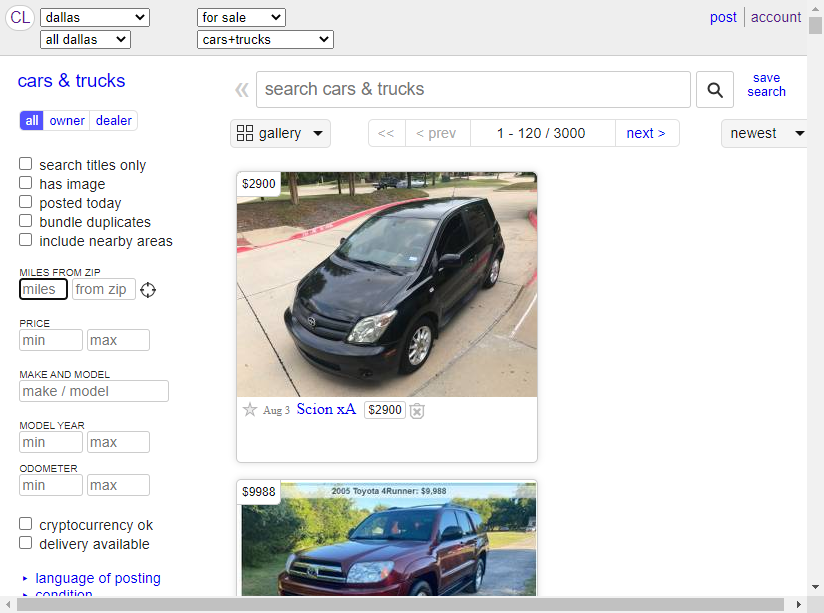 CL dallas for sale post account
all dallas cars+trucks
cars & trucks
search cars & trucks
save search
all owner dealer
gallery << < prev 1 - 120 / 3000 next > newest
search titles only
has image
posted today
bundle duplicates
include nearby areas
MILES FROM ZIP
miles from zip
PRICE
min max
MAKE AND MODEL
make / model
MODEL YEAR
min max
ODOMETER
min max
cryptocurrency ok
delivery available
language of posting
condition
$2900
Aug 3 Scion xA $2900
$9988
2005 Toyota 4Runner: $9,988